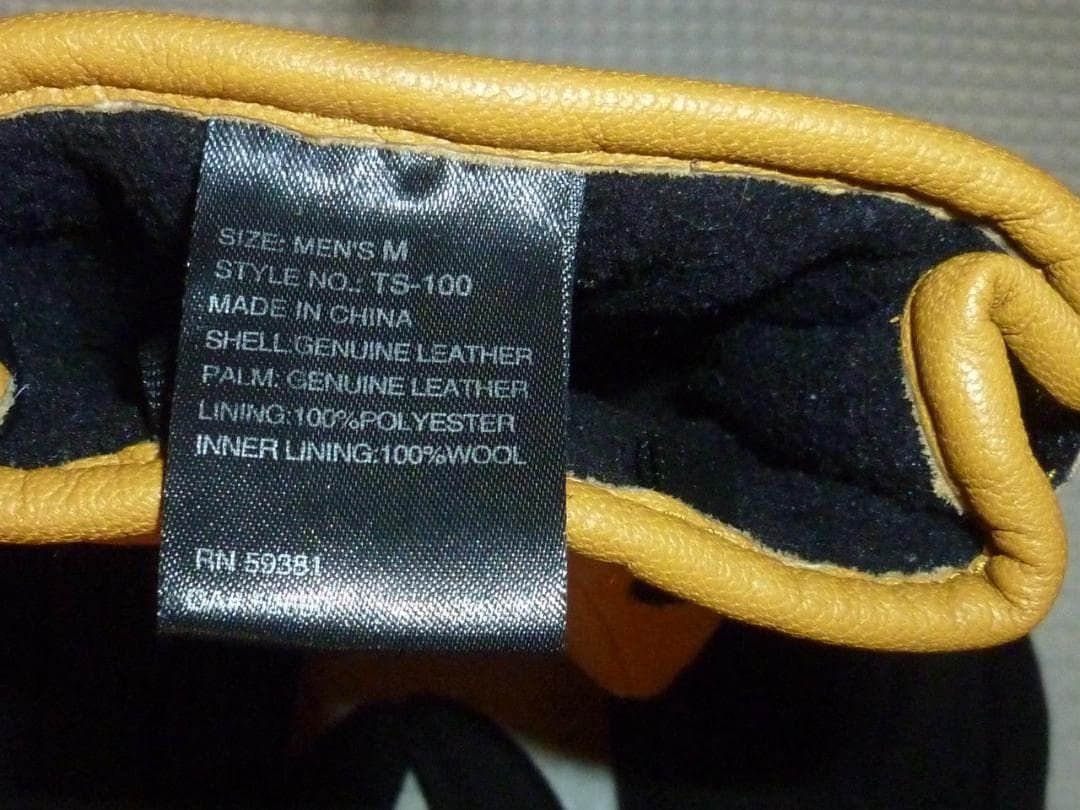 SIZE: MEN'S M
STYLE NO.: TS-100
MADE IN CHINA
SHELL:GENUINE LEATHER
PALM: GENUINE LEATHER
LINING:100%POLYESTER
INNER LINING:100%WOOL
RN 59381